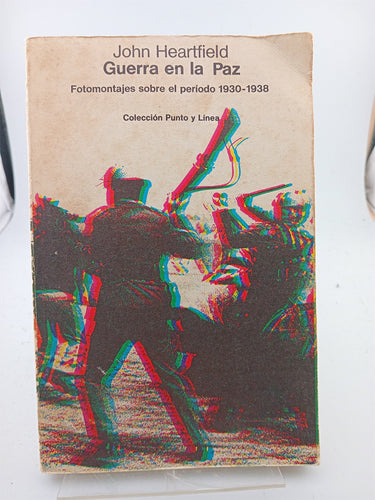 John Heartfield
Guerra en la Paz
Fotomontajes sobre el período 1930-1938
Colección Punto y Línea